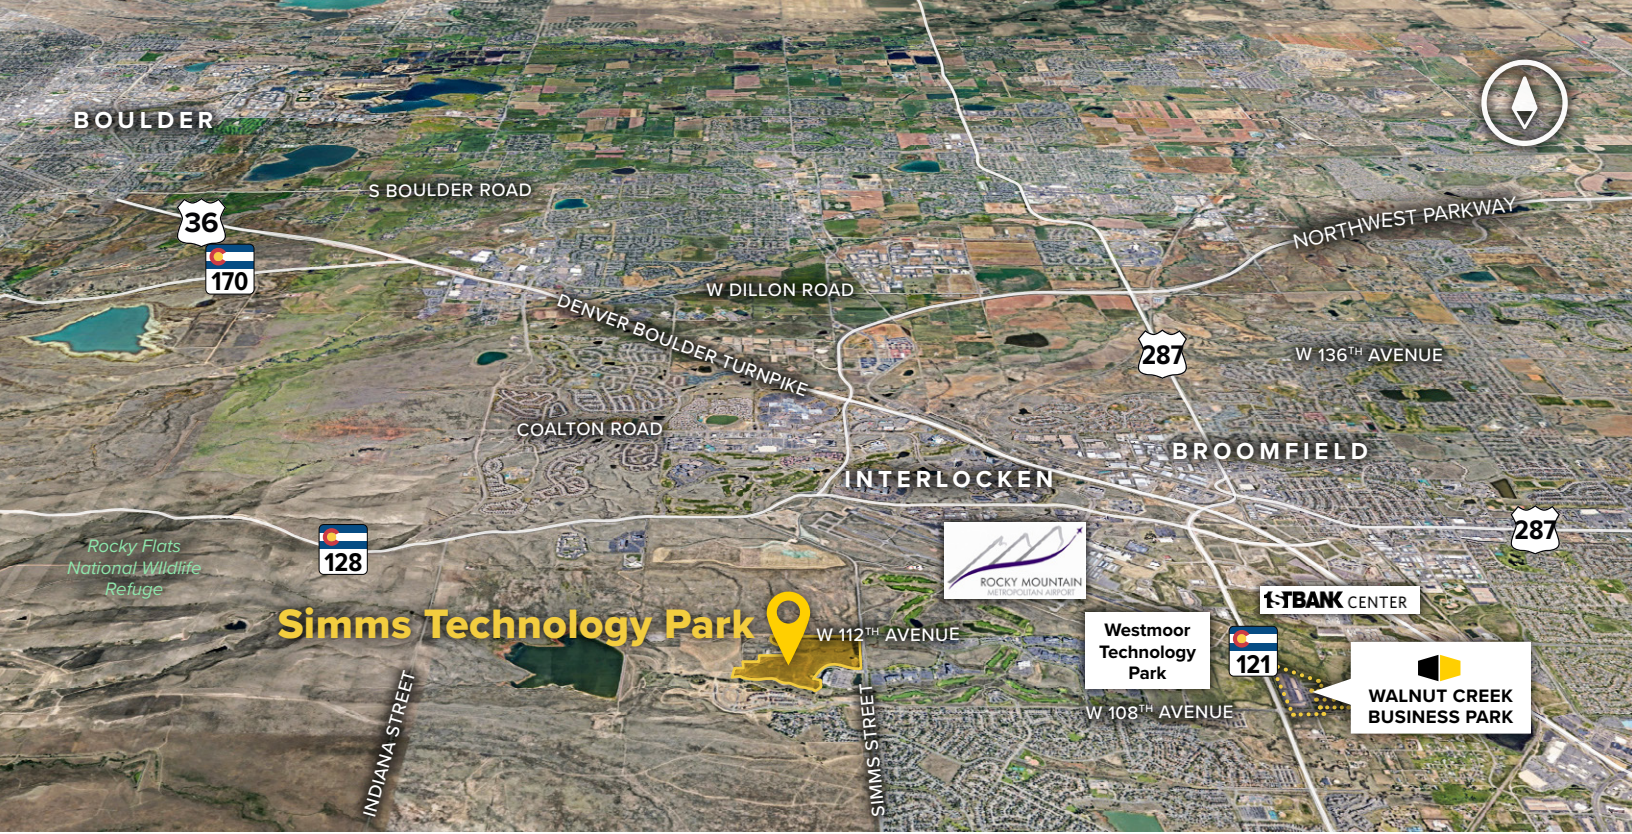 BOULDER
S BOULDER ROAD
36
170
NORTHWEST PARKWAY
W DILLON ROAD
DENVER BOULDER TURNPIKE
287
W 136TH AVENUE
COALTON ROAD
BROOMFIELD
INTERLOCKEN
287
128
Rocky Flats
National WIldlife
Refuge
ROCKY MOUNTAIN
METROPOLITAN AIRPORT
1STBANK CENTER
Simms Technology Park
W 112TH AVENUE
Westmoor
Technology
Park
121
WALNUT CREEK
BUSINESS PARK
W 108TH AVENUE
INDIANA STREET
SIMMS STREET